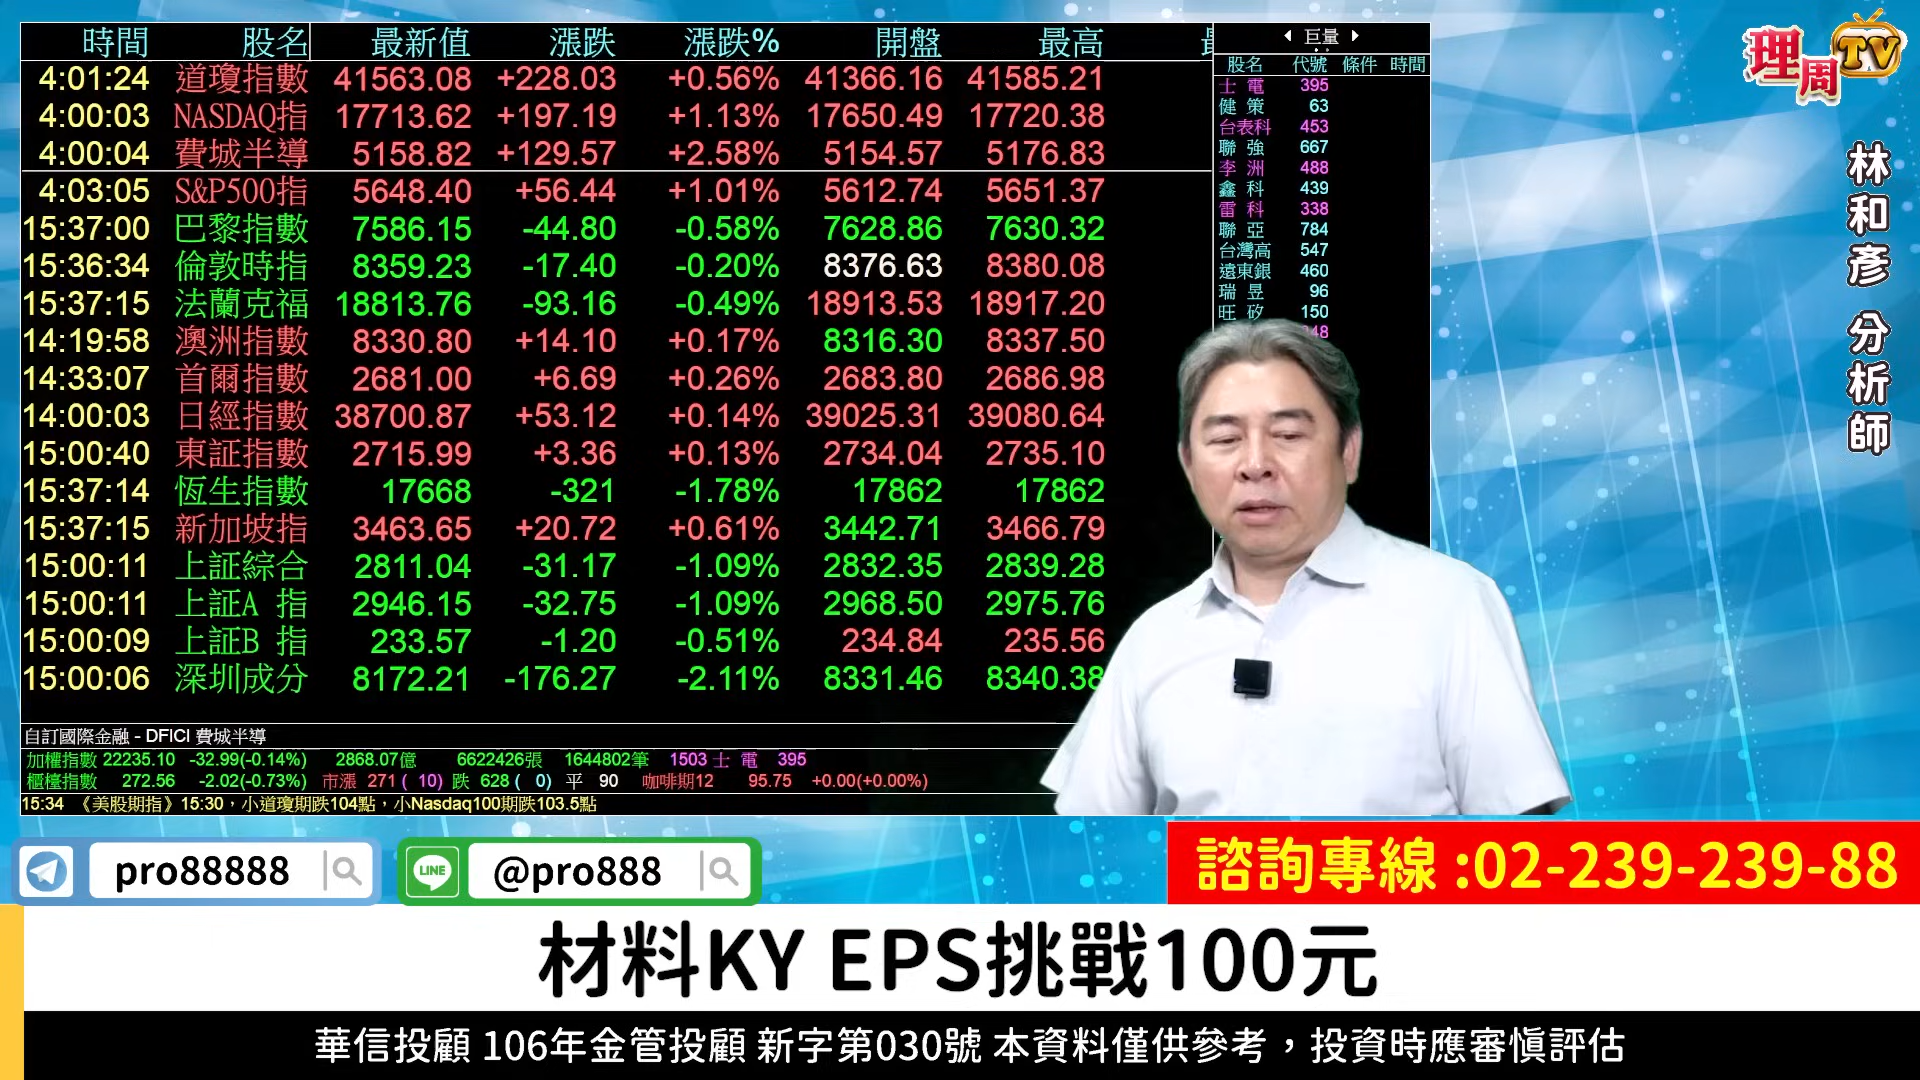 時間 股名 最新值 漲跌 漲跌% 開盤 最高
4:01:24 道瓊指數 41563.08 +228.03 +0.56% 41366.16 41585.21
4:00:03 NASDAQ指 17713.62 +197.19 +1.13% 17650.49 17720.38
4:00:04 費城半導 5158.82 +129.57 +2.58% 5154.57 5176.83
4:03:05 S&P500指 5648.40 +56.44 +1.01% 5612.74 5651.37
15:37:00 巴黎指數 7586.15 -44.80 -0.58% 7628.86 7630.32
15:36:34 倫敦時指 8359.23 -17.40 -0.20% 8376.63 8380.08
15:37:15 法蘭克福 18813.76 -93.16 -0.49% 18913.53 18917.20
14:19:58 澳洲指數 8330.80 +14.10 +0.17% 8316.30 8337.50
14:33:07 首爾指數 2681.00 +6.69 +0.26% 2683.80 2686.98
14:00:03 日經指數 38700.87 +53.12 +0.14% 39025.31 39080.64
15:00:40 東証指數 2715.99 +3.36 +0.13% 2734.04 2735.10
15:37:14 恆生指數 17668 -321 -1.78% 17862 17862
15:37:15 新加坡指 3463.65 +20.72 +0.61% 3442.71 3466.79
15:00:11 上証綜合 2811.04 -31.17 -1.09% 2832.35 2839.28
15:00:11 上証A 指 2946.15 -32.75 -1.09% 2968.50 2975.76
15:00:09 上証B 指 233.57 -1.20 -0.51% 234.84 235.56
15:00:06 深圳成分 8172.21 -176.27 -2.11% 8331.46 8340.38
自訂國際金融 - DFICI 費城半導
加權指數 22235.10 -32.99(-0.14%) 2868.07億 6622426張 1644802筆 1503 士 電 395
櫃檯指數 272.56 -2.02(-0.73%) 市漲 271 ( 10) 跌 628 ( 0) 平 90 咖啡期12 95.75 +0.00(+0.00%)
15:34 《美股期指》15:30，小道瓊期跌104點，小Nasdaq100期跌103.5點
巨量
股名 代號 條件 時間
士 電 395
健 策 63
台表科 453
聯 強 667
李 洲 488
鑫 科 439
雷 科 338
聯 亞 784
台灣高 547
遠東銀 460
瑞 昱 96
旺 矽 150
理周TV
林和彥 分析師
pro88888
LINE @pro888
諮詢專線 :02-239-239-88
材料KY EPS挑戰100元
華信投顧 106年金管投顧 新字第030號 本資料僅供參考，投資時應審慎評估